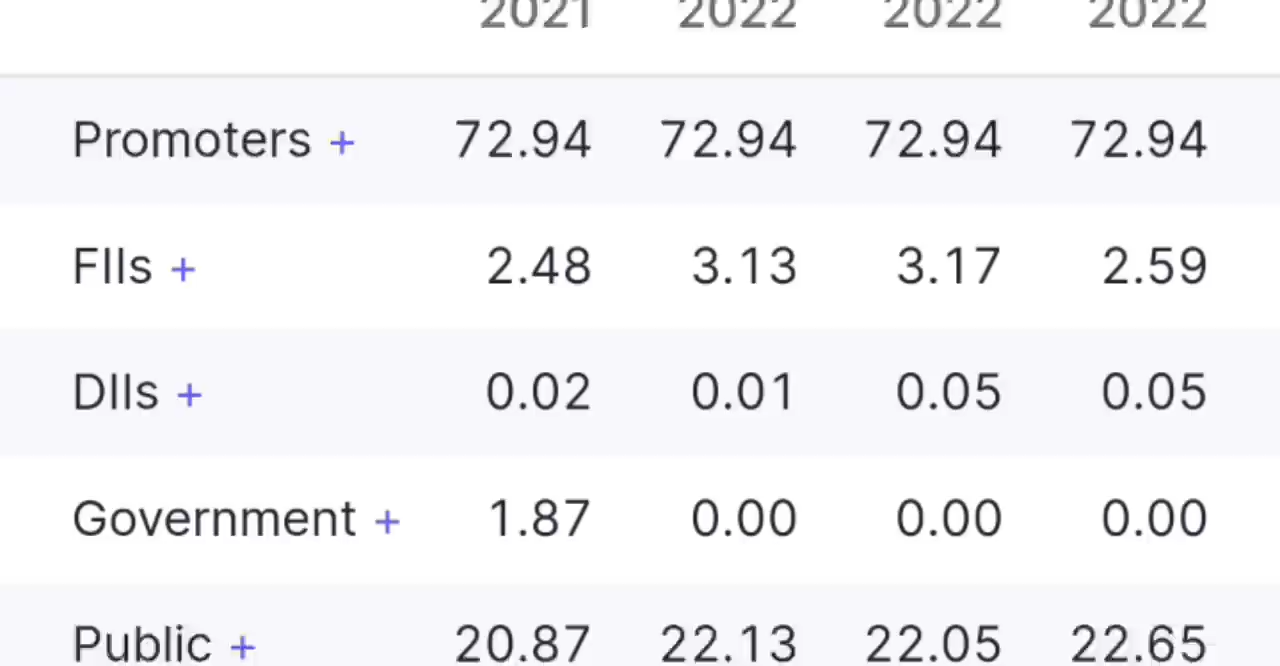 2021 2022 2022 2022
Promoters + 72.94 72.94 72.94 72.94
FIIs + 2.48 3.13 3.17 2.59
DIIs + 0.02 0.01 0.05 0.05
Government + 1.87 0.00 0.00 0.00
Public + 20.87 22.13 22.05 22.65